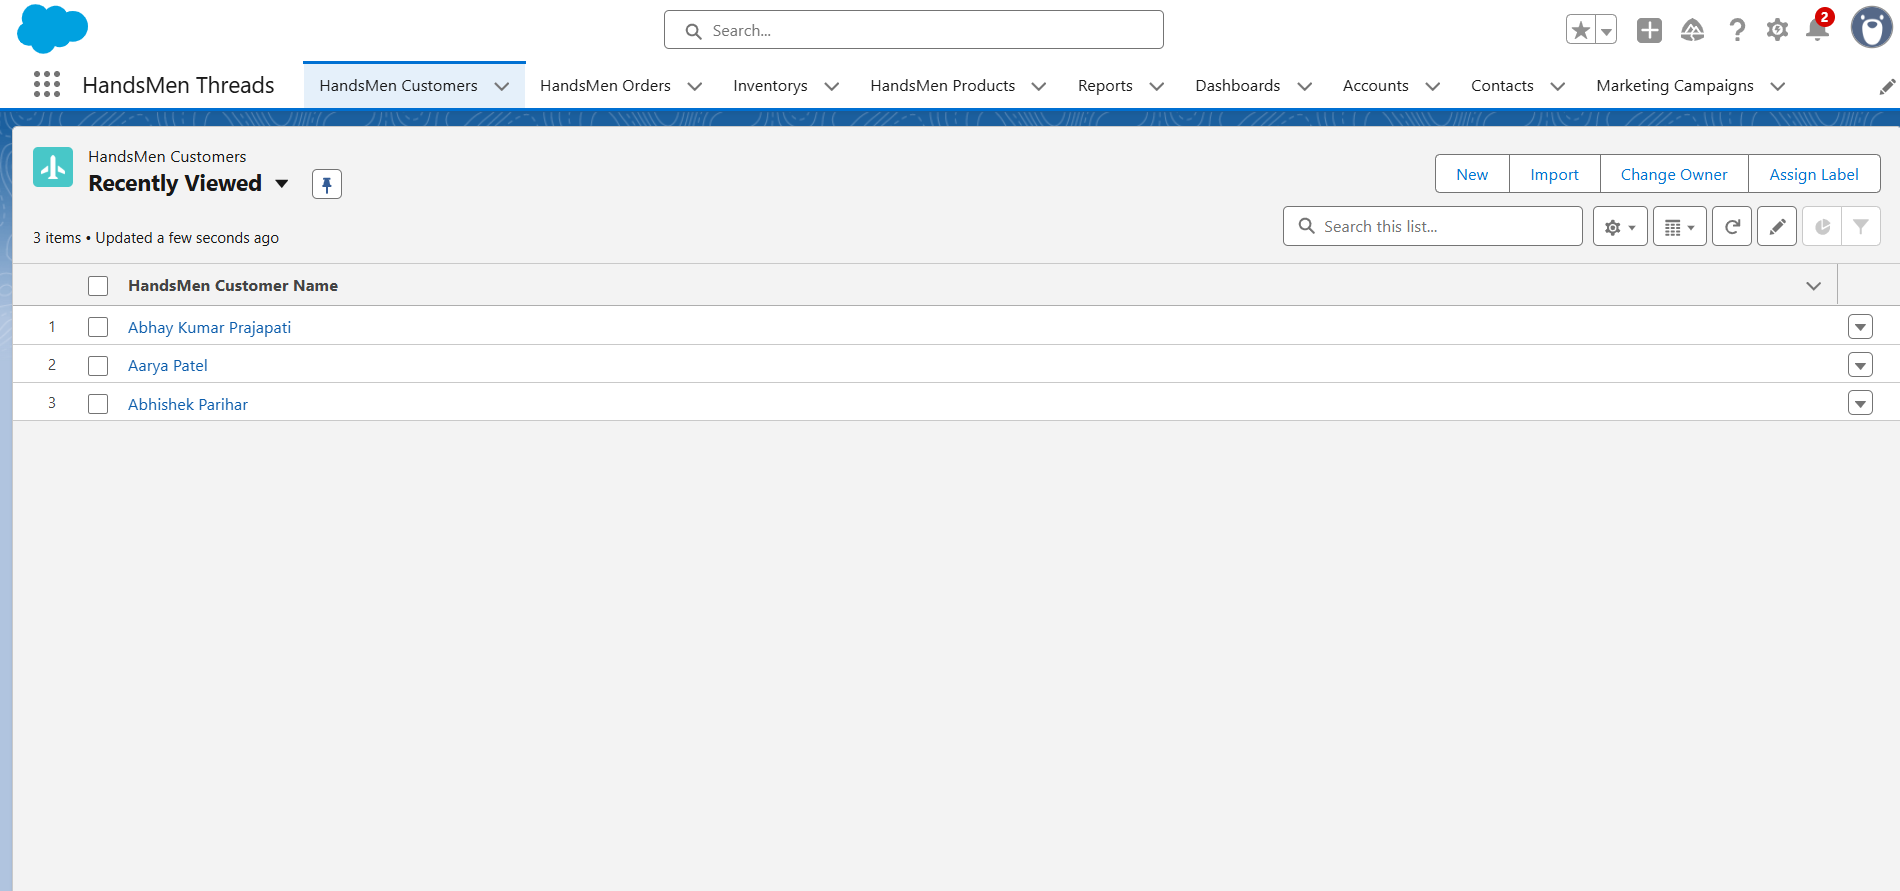 Search...
2
HandsMen Threads
HandsMen Customers
HandsMen Orders
Inventorys
HandsMen Products
Reports
Dashboards
Accounts
Contacts
Marketing Campaigns
HandsMen Customers
Recently Viewed
New
Import
Change Owner
Assign Label
3 items • Updated a few seconds ago
Search this list...
HandsMen Customer Name
1 Abhay Kumar Prajapati
2 Aarya Patel
3 Abhishek Parihar